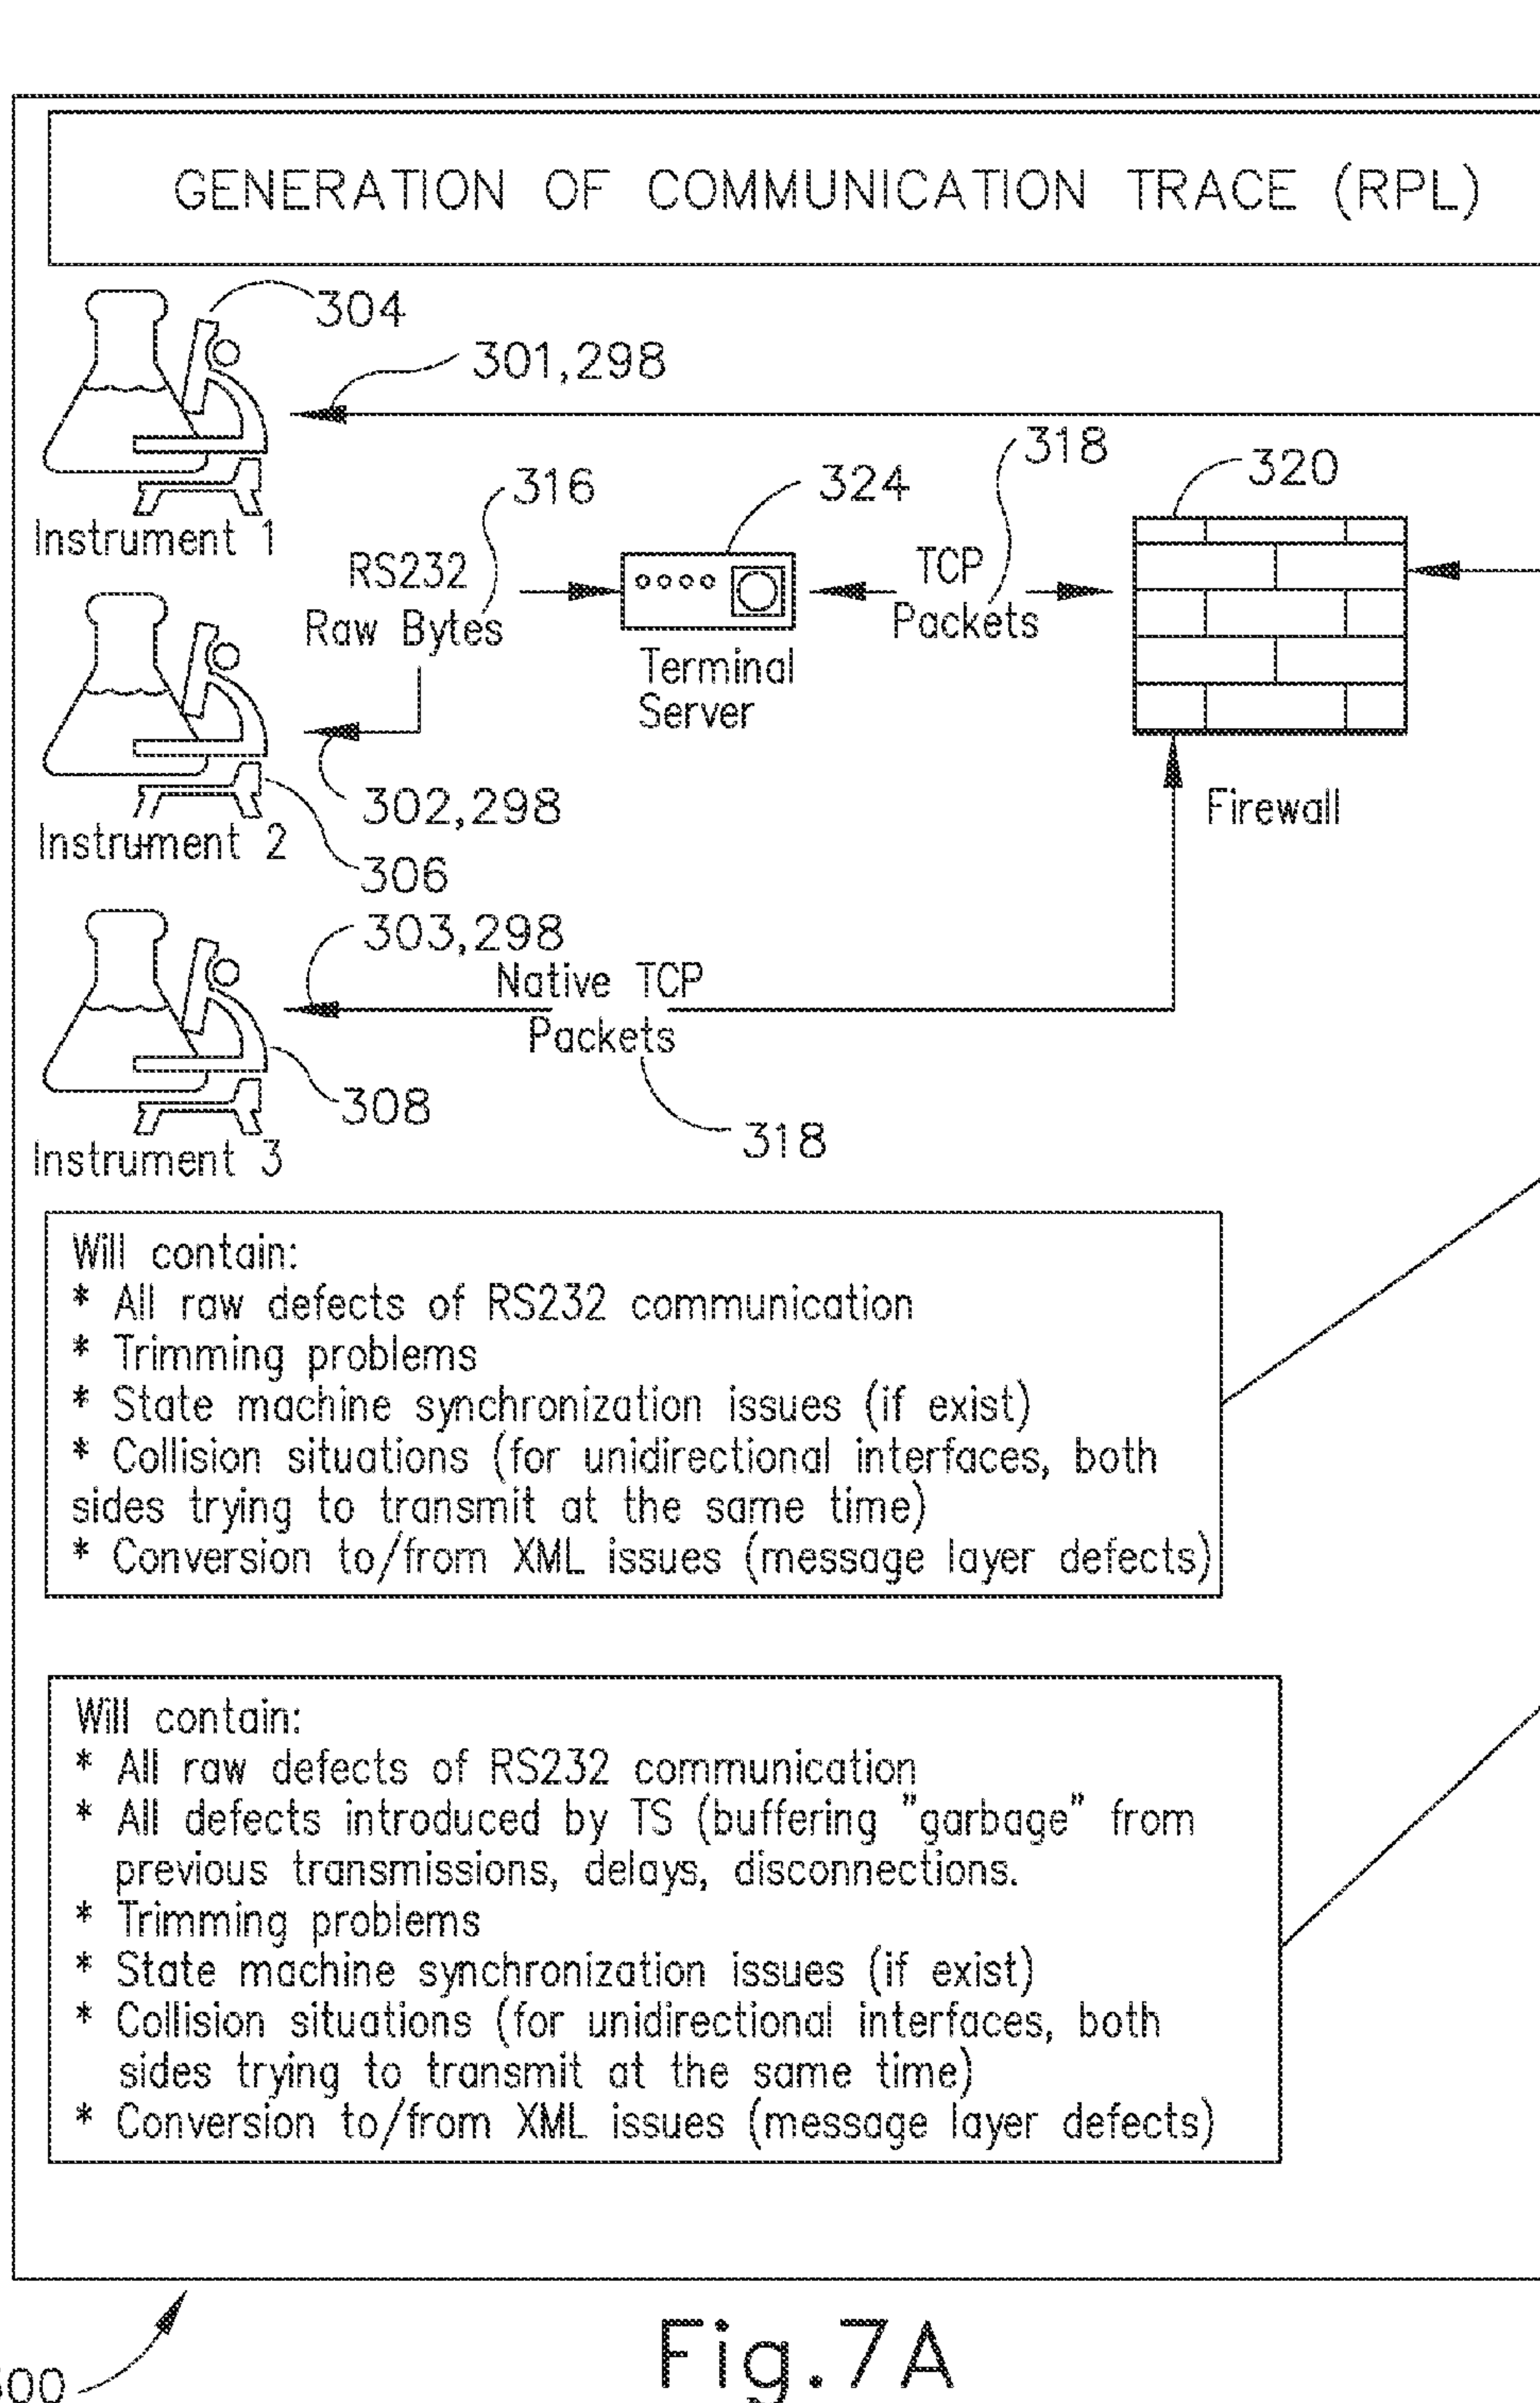 GENERATION OF COMMUNICATION TRACE (RPL)
304
301,298
318
316
324
320
Instrument 1
RS232
Raw Bytes
TCP
Packets
Terminal
Server
302,298
Firewall
Instrument 2
306
303,298
Native TCP
Packets
308
318
Instrument 3
Will contain:
* All raw defects of RS232 communication
* Trimming problems
* State machine synchronization issues (if exist)
* Collision situations (for unidirectional interfaces, both
sides trying to transmit at the same time)
* Conversion to/from XML issues (message layer defects)
Will contain:
* All raw defects of RS232 communication
* All defects introduced by TS (buffering "garbage" from
previous transmissions, delays, disconnections.
* Trimming problems
* State machine synchronization issues (if exist)
* Collision situations (for unidirectional interfaces, both
sides trying to transmit at the same time)
* Conversion to/from XML issues (message layer defects)
Fig.7A